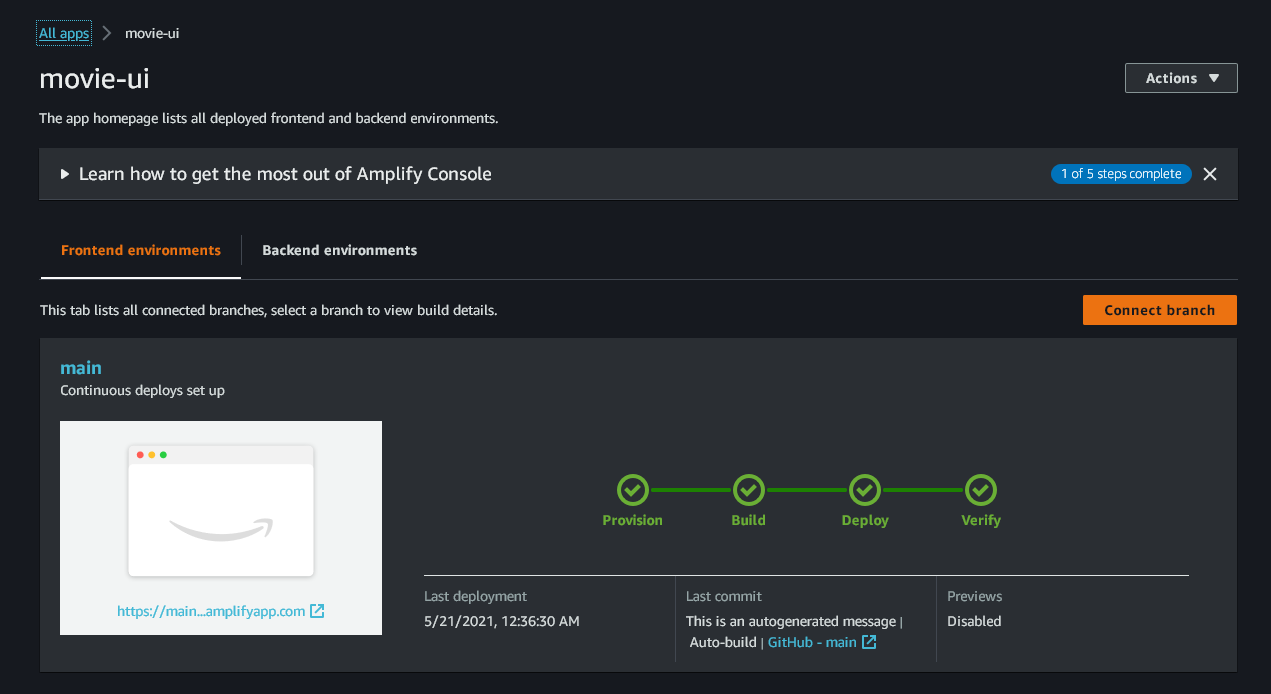 All apps
movie-ui
movie-ui
Actions
The app homepage lists all deployed frontend and backend environments.
Learn how to get the most out of Amplify Console
1 of 5 steps complete
Frontend environments
Backend environments
This tab lists all connected branches, select a branch to view build details.
Connect branch
main
Continuous deploys set up
https://main...amplifyapp.com
Provision
Build
Deploy
Verify
Last deployment
5/21/2021, 12:36:30 AM
Last commit
This is an autogenerated message |
Auto-build | GitHub - main
Previews
Disabled